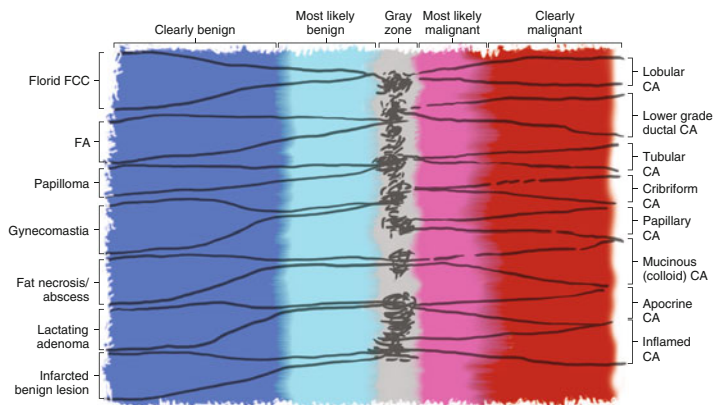 Clearly benign
Most likely
benign
Gray
zone
Most likely
malignant
Clearly
malignant
Florid FCC
FA
Papilloma
Gynecomastia
Fat necrosis/
abscess
Lactating
adenoma
Infarcted
benign lesion
Lobular
CA
Lower grade
ductal CA
Tubular
CA
Cribriform
CA
Papillary
CA
Mucinous
(colloid) CA
Apocrine
CA
Inflamed
CA